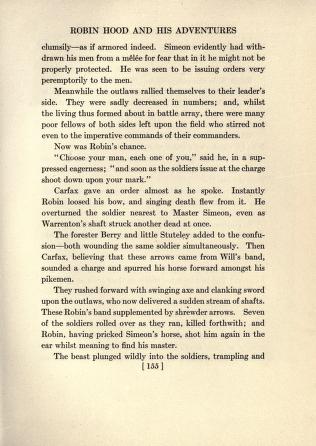 ROBIN HOOD AND HIS ADVENTURES
clumsily—as if armored indeed. Simeon evidently had with-
drawn his men from a mêlée for fear that in it he might not be
properly protected. He was seen to be issuing orders very
peremptorily to the men.
Meanwhile the outlaws rallied themselves to their leader's
side. They were sadly decreased in numbers; and, whilst
the living thus formed about in battle array, there were many
poor fellows of both sides left upon the field who stirred not
even to the imperative commands of their commanders.
Now was Robin's chance.
"Choose your man, each one of you," said he, in a sup-
pressed eagerness; "and soon as the soldiers issue at the charge
shoot down upon your mark."
Carfax gave an order almost as he spoke. Instantly
Robin loosed his bow, and singing death flew from it. He
overturned the soldier nearest to Master Simeon, even as
Warrenton's shaft struck another dead at once.
The forester Berry and little Stuteley added to the confu-
sion—both wounding the same soldier simultaneously. Then
Carfax, believing that these arrows came from Will's band,
sounded a charge and spurred his horse forward amongst his
pikemen.
They rushed forward with swinging axe and clanking sword
upon the outlaws, who now delivered a sudden stream of shafts.
These Robin's band supplemented by shrewder arrows. Seven
of the soldiers rolled over as they ran, killed forthwith; and
Robin, having pricked Simeon's horse, shot him again in the
ear whilst meaning to find his master.
The beast plunged wildly into the soldiers, trampling and
[ 155 ]